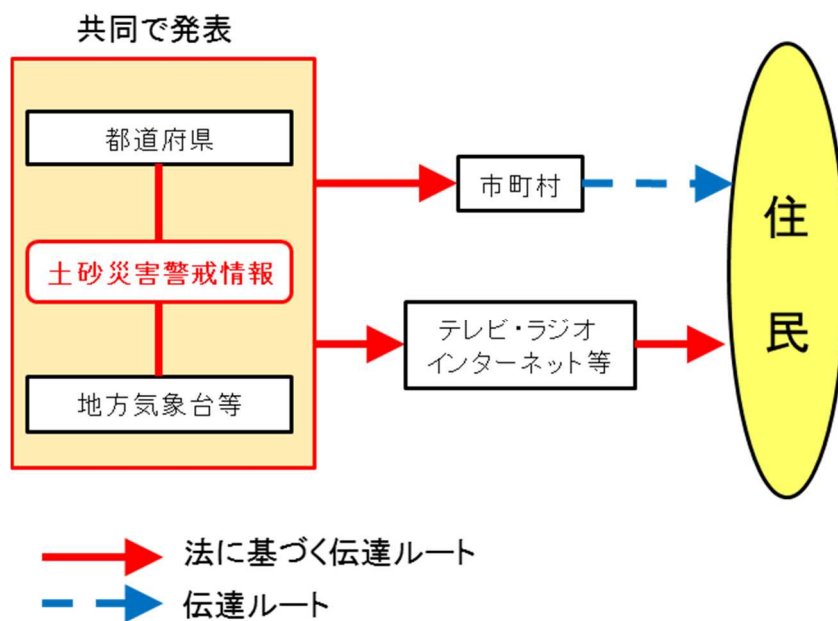 共同で発表
都道府県
土砂災害警戒情報
地方気象台等
市町村
テレビ・ラジオ
インターネット等
住
民
法に基づく伝達ルート
伝達ルート